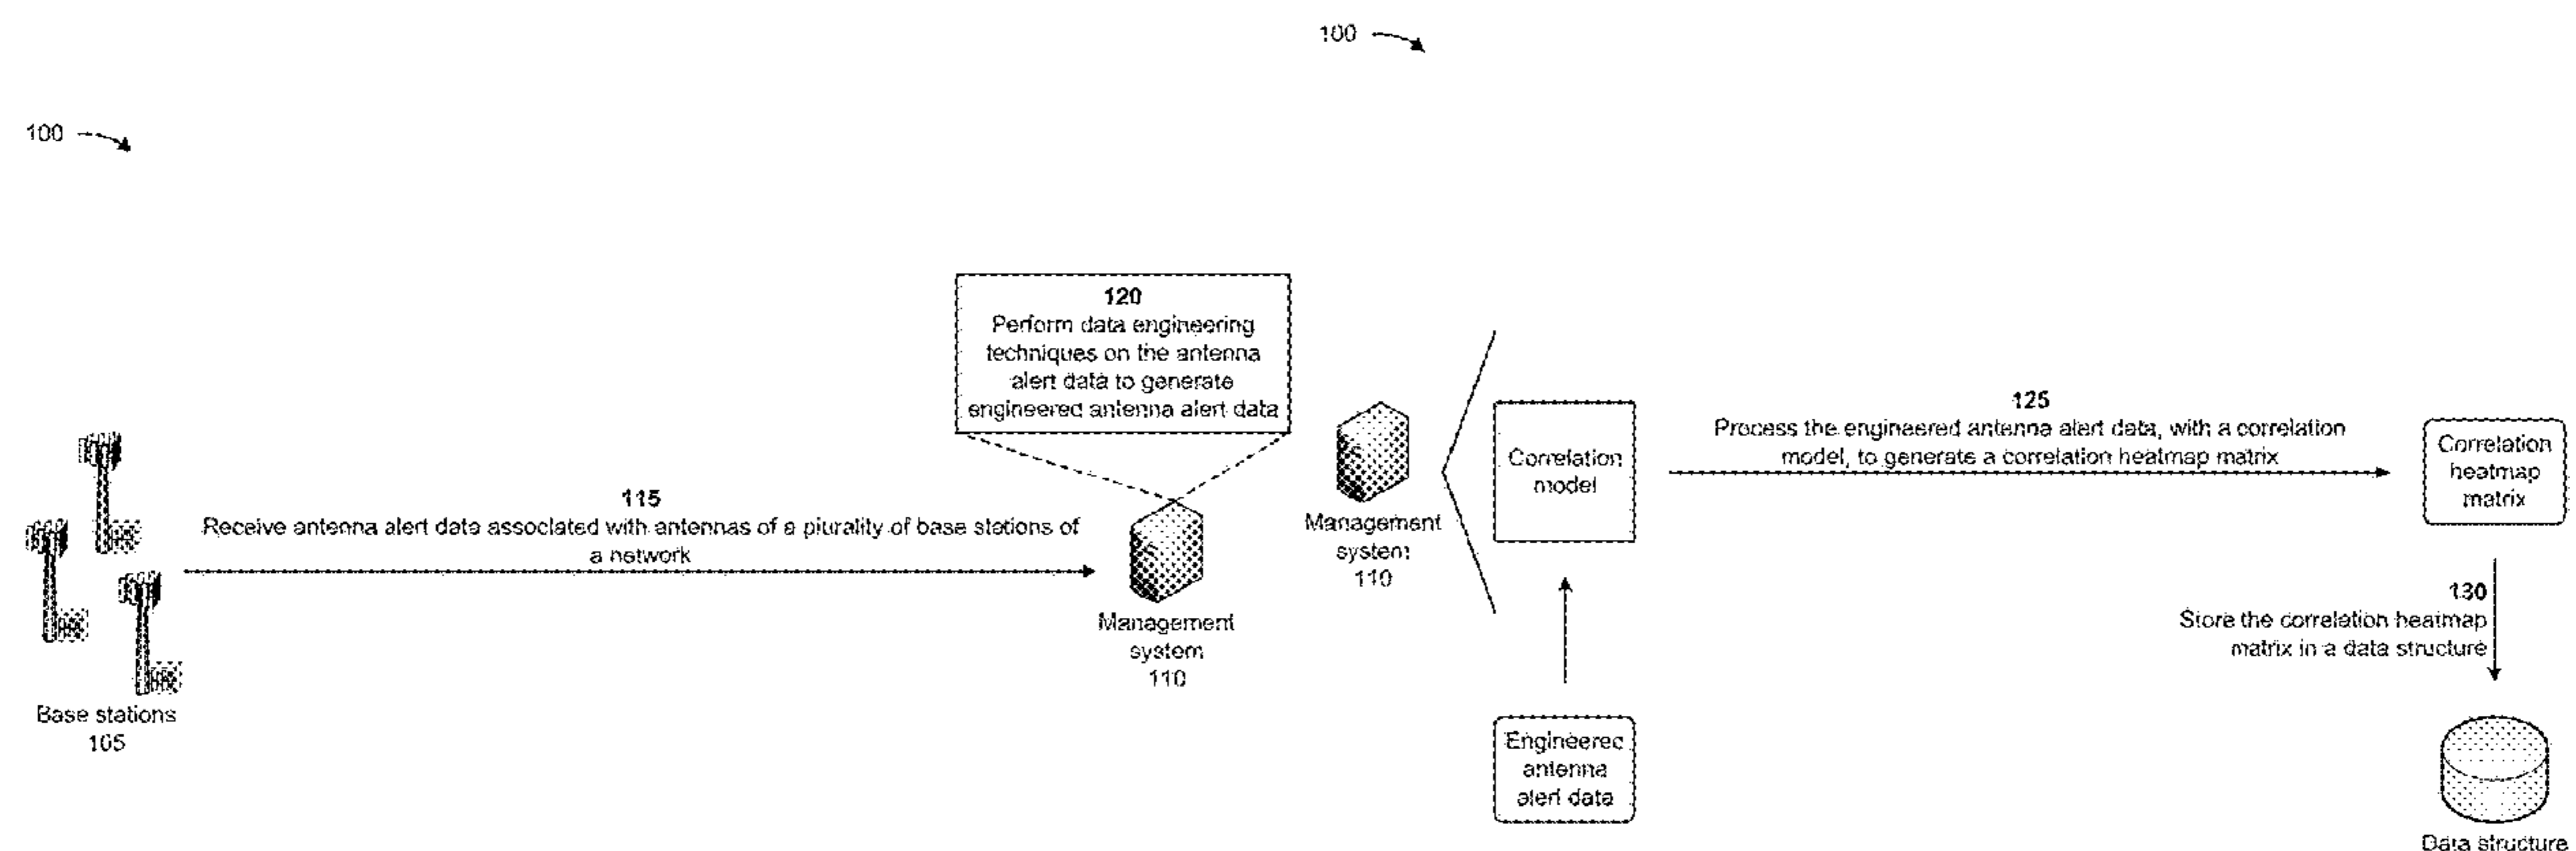 100
120
Perform data engineering
techniques on the antenna
alert data to generate
engineered antenna alert data
115
Receive antenna alert data associated with antennas of a plurality of base stations of
a network
Management
system
110
Base stations
105
100
Management
system
110
Correlation
model
Engineered
antenna
alert data
125
Process the engineered antenna alert data, with a correlation
model, to generate a correlation heatmap matrix
Correlation
heatmap
matrix
130
Store the correlation heatmap
matrix in a data structure
Data structure